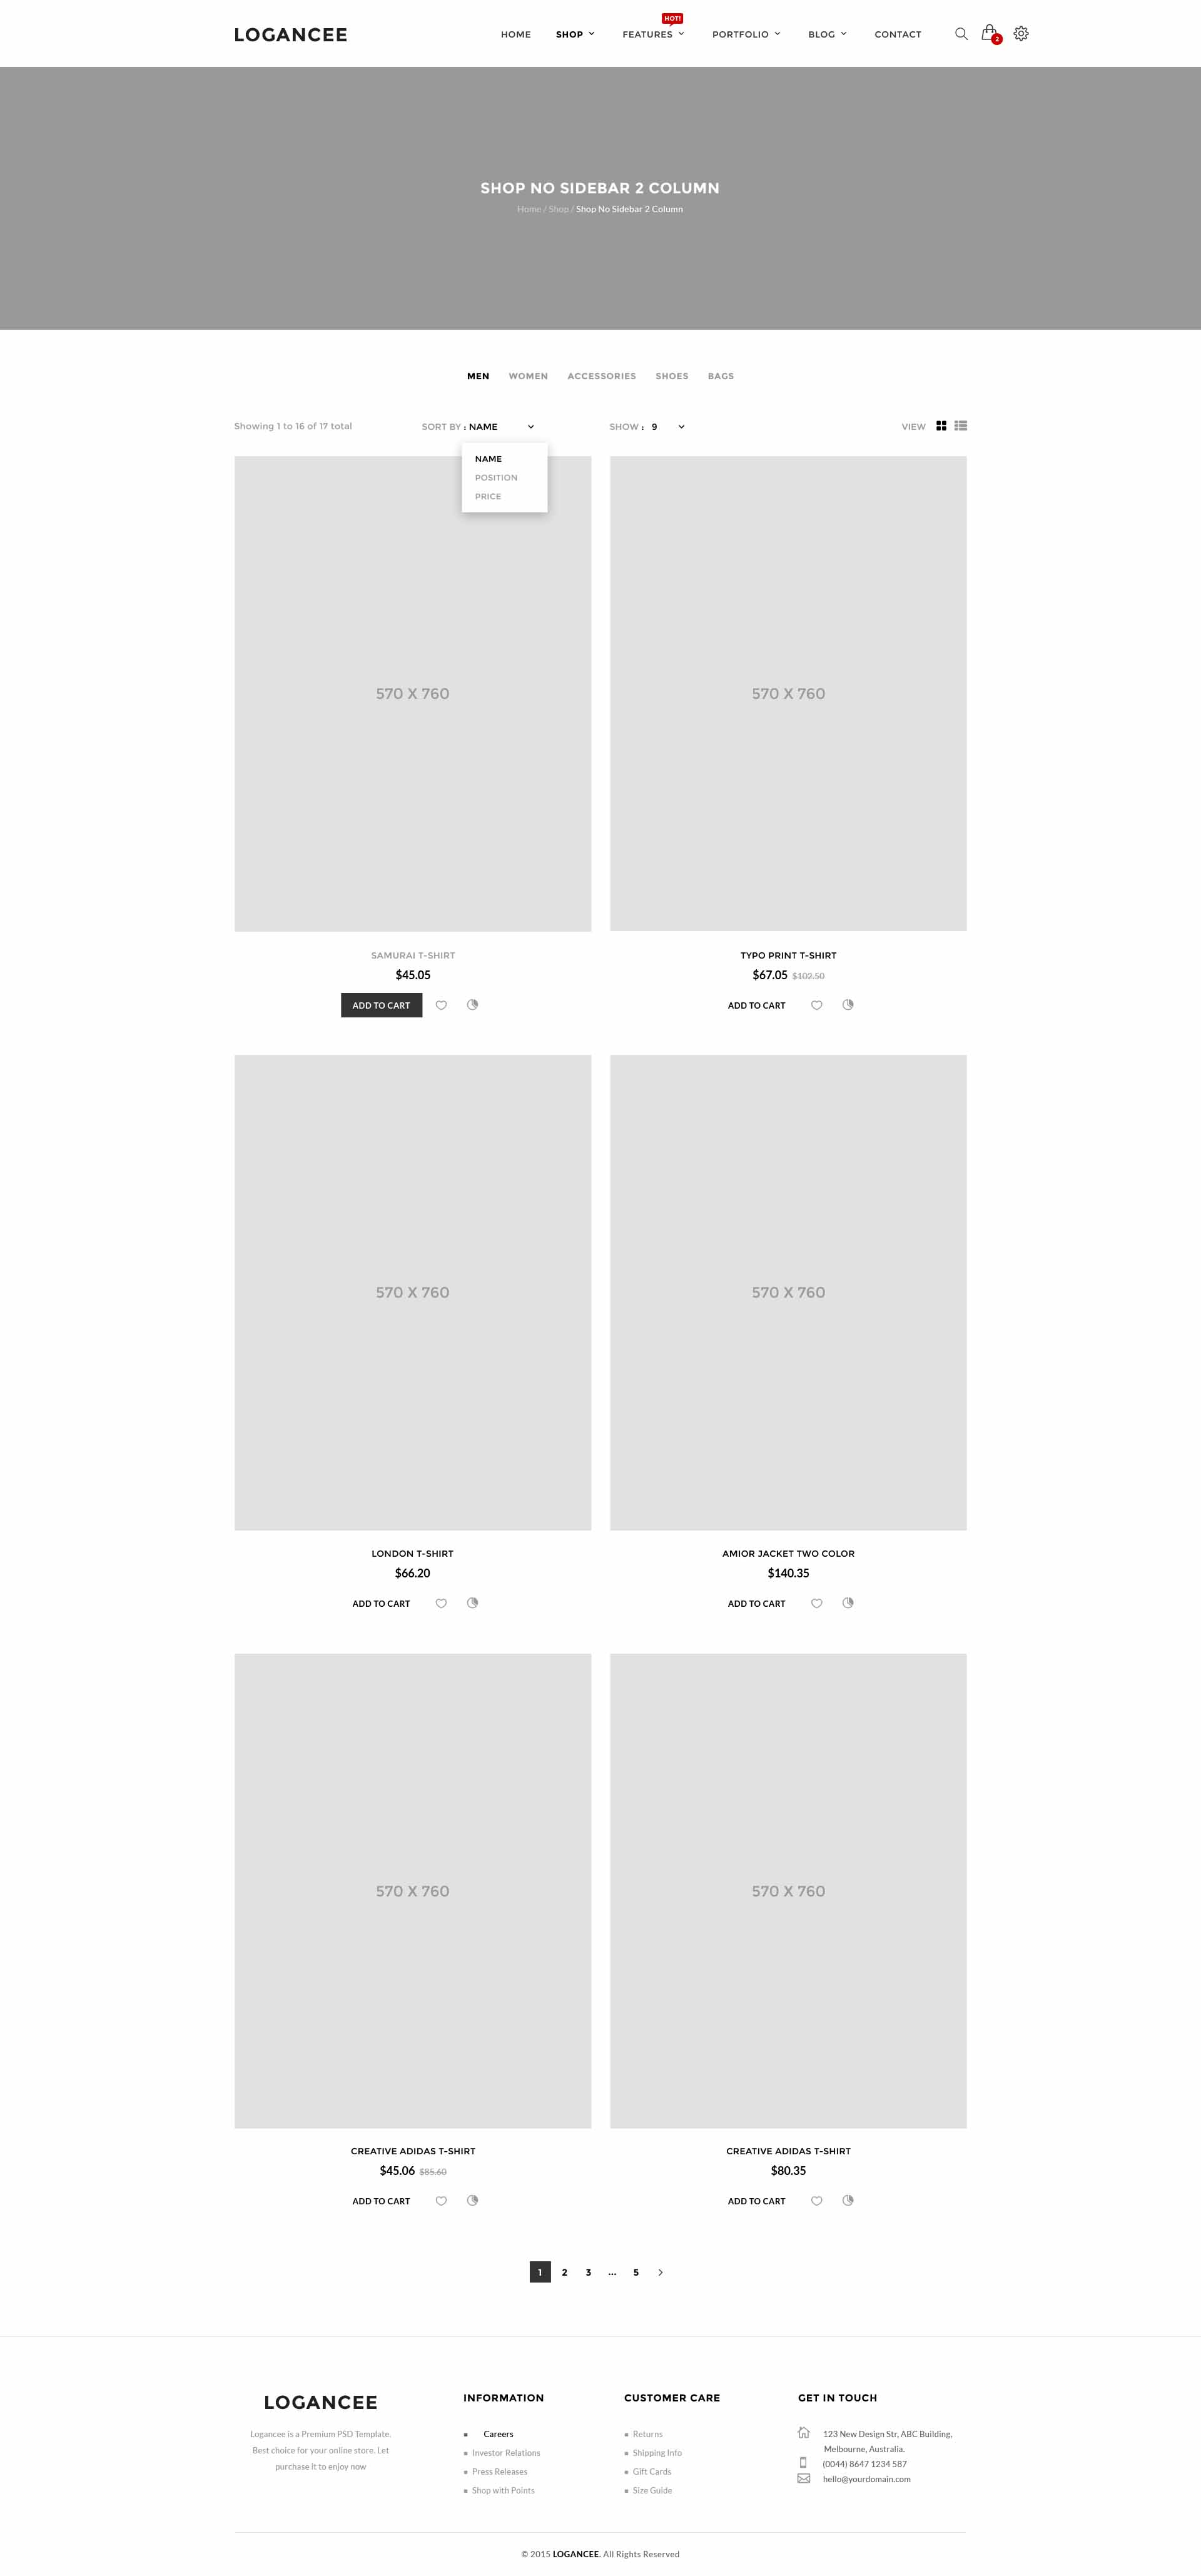 LOGANCEE
HOME SHOP FEATURES HOT! PORTFOLIO BLOG CONTACT 2
SHOP NO SIDEBAR 2 COLUMN
Home / Shop / Shop No Sidebar 2 Column
MEN WOMEN ACCESSORIES SHOES BAGS
Showing 1 to 16 of 17 total SORT BY : NAME SHOW : 9 VIEW
NAME
POSITION
PRICE
570 X 760 570 X 760
SAMURAI T-SHIRT TYPO PRINT T-SHIRT
$45.05 $67.05 $102.50
ADD TO CART ADD TO CART
570 X 760 570 X 760
LONDON T-SHIRT AMIOR JACKET TWO COLOR
$66.20 $140.35
ADD TO CART ADD TO CART
570 X 760 570 X 760
CREATIVE ADIDAS T-SHIRT CREATIVE ADIDAS T-SHIRT
$45.06 $85.60 $80.35
ADD TO CART ADD TO CART
1 2 3 ... 5
LOGANCEE
Logancee is a Premium PSD Template.
Best choice for your online store. Let
purchase it to enjoy now
INFORMATION
Careers
Investor Relations
Press Releases
Shop with Points
CUSTOMER CARE
Returns
Shipping Info
Gift Cards
Size Guide
GET IN TOUCH
123 New Design Str, ABC Building,
Melbourne, Australia.
(0044) 8647 1234 587
hello@yourdomain.com
© 2015 LOGANCEE. All Rights Reserved